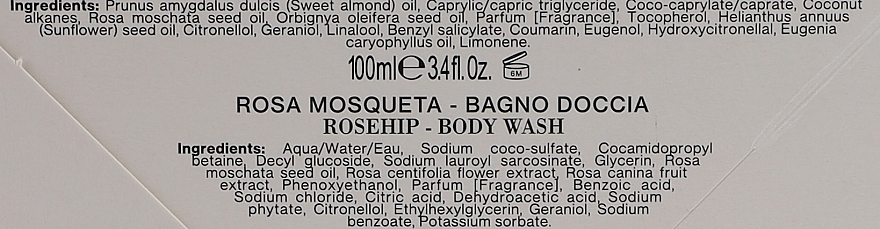 Ingredients: Prunus amygdalus dulcis (Sweet almond) oil, Caprylic/capric triglyceride, Coco-caprylate/caprate, Coconut
alkanes, Rosa moschata seed oil, Orbignya oleifera seed oil, Parfum [Fragrance], Tocopherol, Helianthus annuus
(Sunflower) seed oil, Citronellol, Geraniol, Linalool, Benzyl salicylate, Coumarin, Eugenol, Hydroxycitronellal, Eugenia
caryophyllus oil, Limonene.
100ml ℮ 3.4fl.Oz. 6M
ROSA MOSQUETA - BAGNO DOCCIA
ROSEHIP - BODY WASH
Ingredients: Aqua/Water/Eau, Sodium coco-sulfate, Cocamidopropyl
betaine, Decyl glucoside, Sodium lauroyl sarcosinate, Glycerin, Rosa
moschata seed oil, Rosa centifolia flower extract, Rosa canina fruit
extract, Phenoxyethanol, Parfum [Fragrance], Benzoic acid,
Sodium chloride, Citric acid, Dehydroacetic acid, Sodium
phytate, Citronellol, Ethylhexylglycerin, Geraniol, Sodium
benzoate, Potassium sorbate.